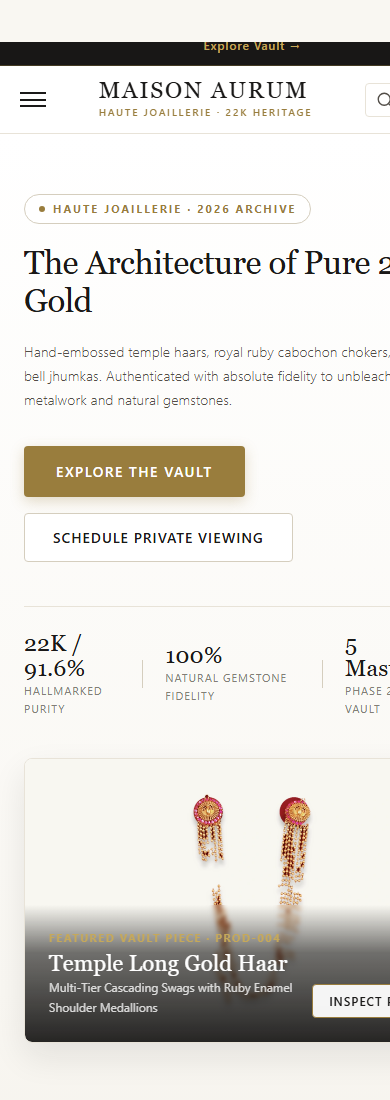 Explore Vault →
MAISON AURUM
HAUTE JOAILLERIE · 22K HERITAGE
HAUTE JOAILLERIE · 2026 ARCHIVE
The Architecture of Pure 2
Gold
Hand-embossed temple haars, royal ruby cabochon chokers,
bell jhumkas. Authenticated with absolute fidelity to unbleach
metalwork and natural gemstones.
EXPLORE THE VAULT
SCHEDULE PRIVATE VIEWING
22K /
91.6%
HALLMARKED
PURITY
100%
NATURAL GEMSTONE
FIDELITY
5
Mas
PHASE 2
VAULT
FEATURED VAULT PIECE · PROD-004
Temple Long Gold Haar
Multi-Tier Cascading Swags with Ruby Enamel
Shoulder Medallions
INSPECT